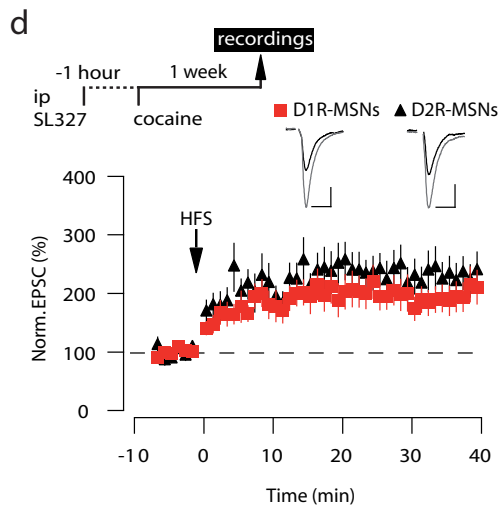 d
recordings
-1 hour
1 week
ip
SL327
cocaine
D1R-MSNs
D2R-MSNs
400
HFS
300
Norm.EPSC (%)
200
100
0
-10
0
10
20
30
40
Time (min)